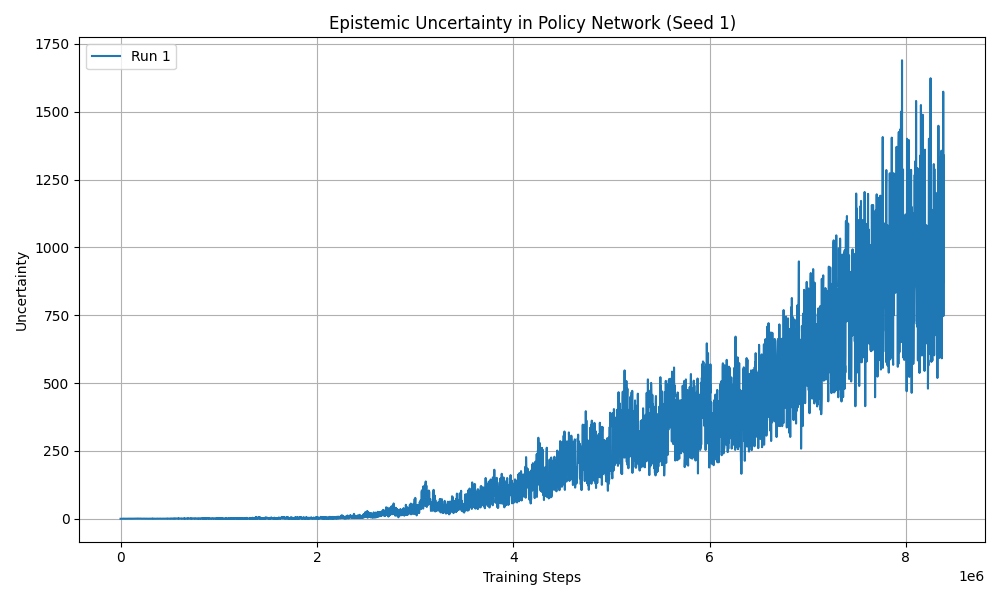 Epistemic Uncertainty in Policy Network (Seed 1)
Run 1
1750
1500
1250
1000
750
500
250
0
Uncertainty
0 2 4 6 8
1e6
Training Steps